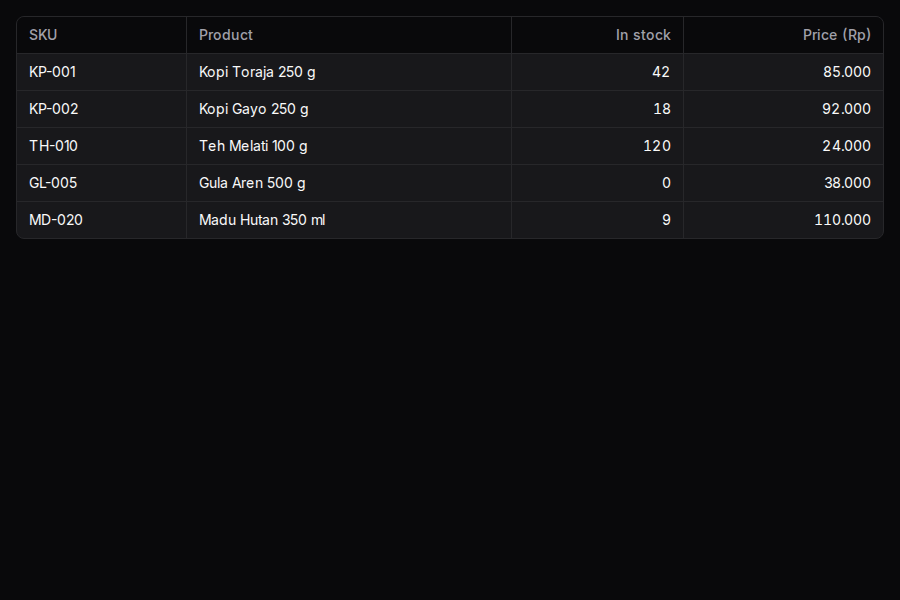 SKU Product In stock Price (Rp)
KP-001 Kopi Toraja 250 g 42 85.000
KP-002 Kopi Gayo 250 g 18 92.000
TH-010 Teh Melati 100 g 120 24.000
GL-005 Gula Aren 500 g 0 38.000
MD-020 Madu Hutan 350 ml 9 110.000